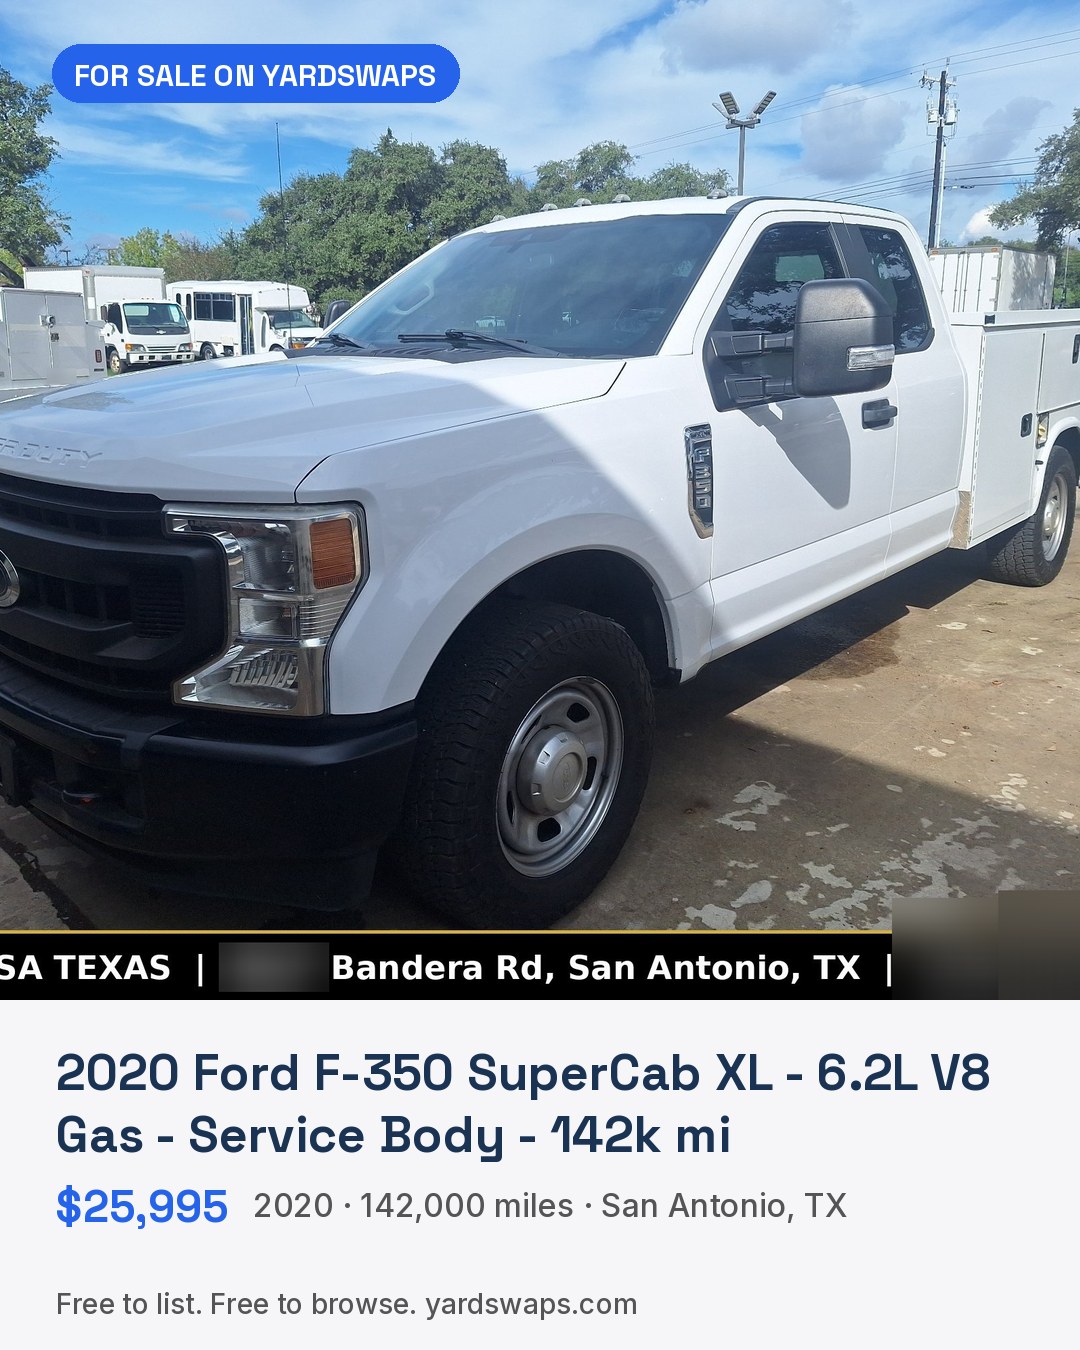 FOR SALE ON YARDSWAPS
F-350
SA TEXAS | Bandera Rd, San Antonio, TX |
2020 Ford F-350 SuperCab XL - 6.2L V8
Gas - Service Body - 142k mi
$25,995 2020 · 142,000 miles · San Antonio, TX
Free to list. Free to browse. yardswaps.com